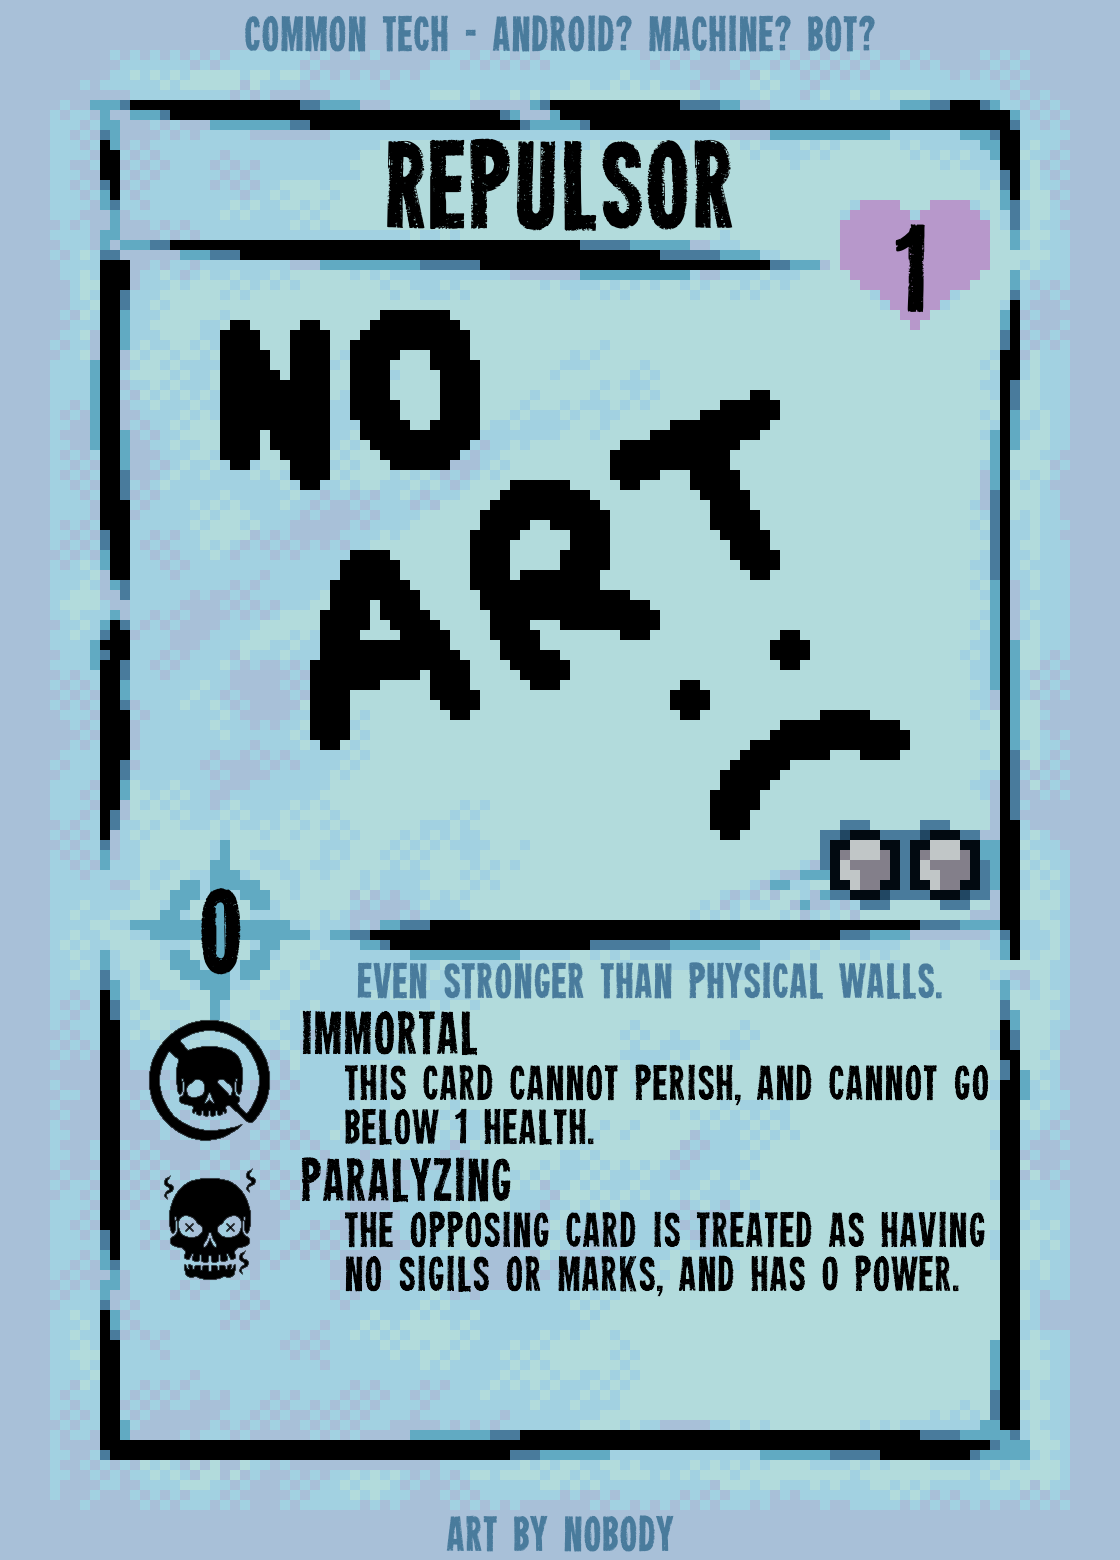 COMMON TECH - ANDROID? MACHINE? BOT?
REPULSOR
1
NO
ART
:(
0
EVEN STRONGER THAN PHYSICAL WALLS.
IMMORTAL
THIS CARD CANNOT PERISH, AND CANNOT GO
BELOW 1 HEALTH.
PARALYZING
THE OPPOSING CARD IS TREATED AS HAVING
NO SIGILS OR MARKS, AND HAS 0 POWER.
ART BY NOBODY